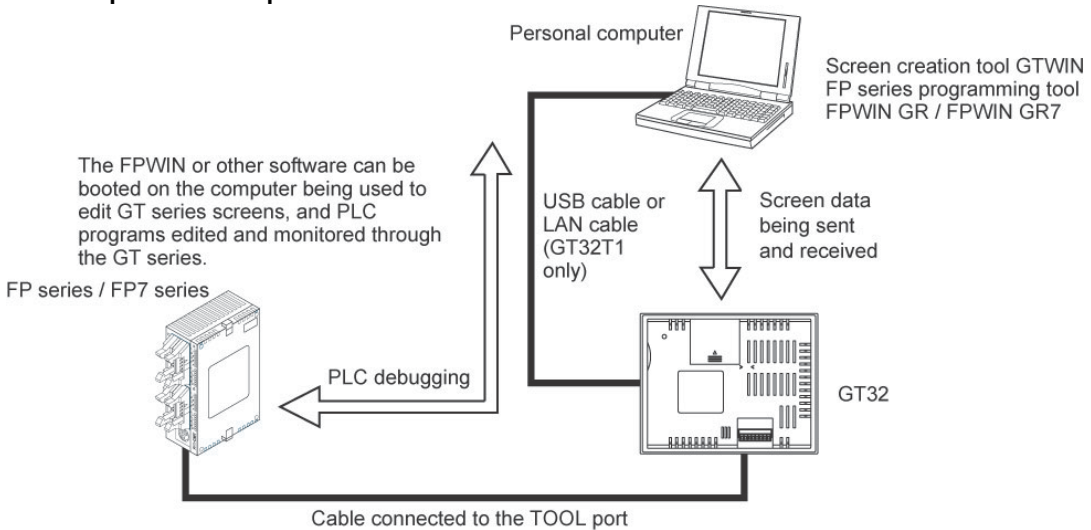 Personal computer
Screen creation tool GTWIN
FP series programming tool
FPWIN GR / FPWIN GR7
The FPWIN or other software can be
booted on the computer being used to
edit GT series screens, and PLC
programs edited and monitored through
the GT series.
USB cable or
LAN cable
(GT32T1
only)
Screen data
being sent
and received
FP series / FP7 series
PLC debugging
GT32
Cable connected to the TOOL port